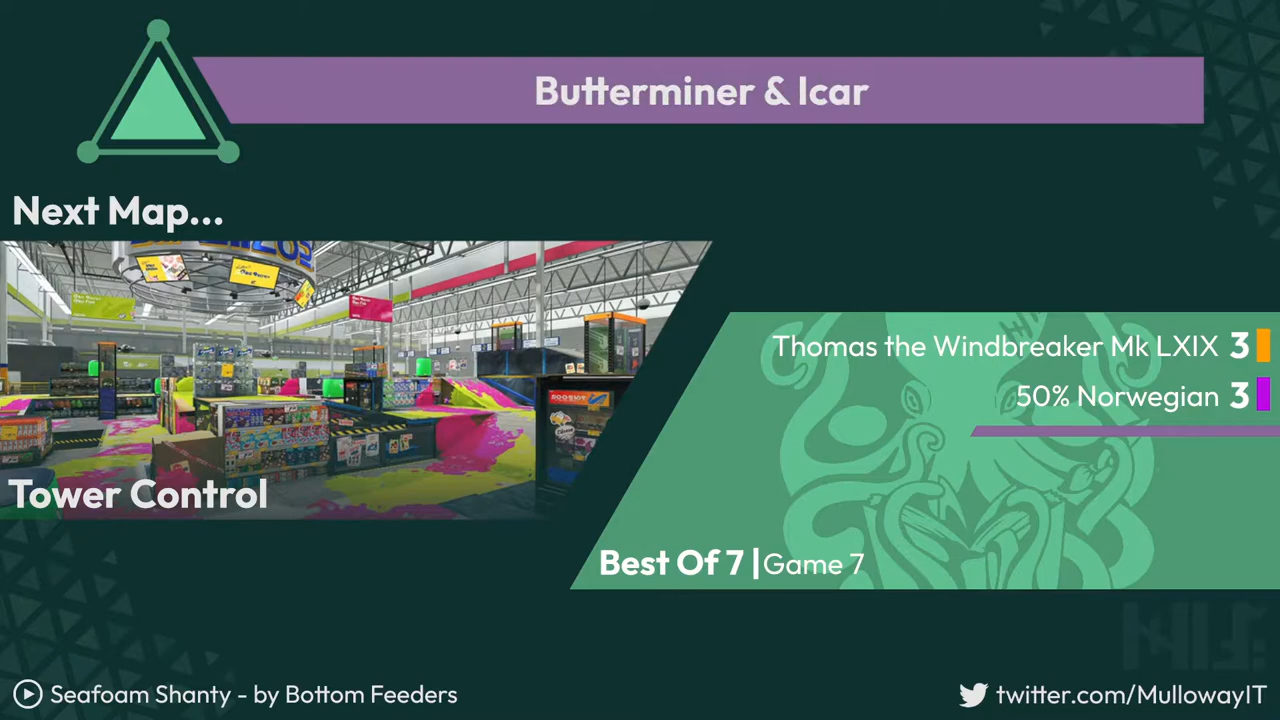 Butterminer & Icar
Next Map...
Tower Control
Thomas the Windbreaker Mk LXIX 3
50% Norwegian 3
Best Of 7 | Game 7
Seafoam Shanty - by Bottom Feeders
twitter.com/MullowayIT